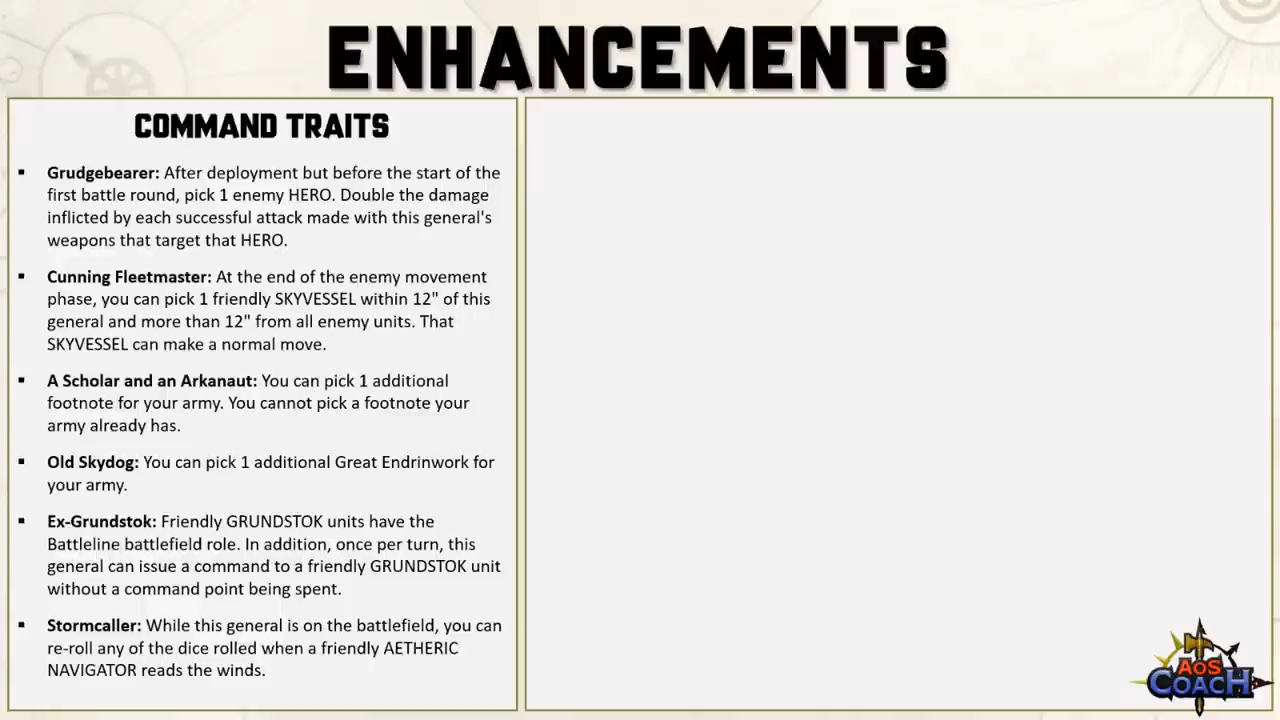 ENHANCEMENTS
COMMAND TRAITS
▪ Grudgebearer: After deployment but before the start of the
first battle round, pick 1 enemy HERO. Double the damage
inflicted by each successful attack made with this general's
weapons that target that HERO.
▪ Cunning Fleetmaster: At the end of the enemy movement
phase, you can pick 1 friendly SKYVESSEL within 12" of this
general and more than 12" from all enemy units. That
SKYVESSEL can make a normal move.
▪ A Scholar and an Arkanaut: You can pick 1 additional
footnote for your army. You cannot pick a footnote your
army already has.
▪ Old Skydog: You can pick 1 additional Great Endrinwork for
your army.
▪ Ex-Grundstok: Friendly GRUNDSTOK units have the
Battleline battlefield role. In addition, once per turn, this
general can issue a command to a friendly GRUNDSTOK unit
without a command point being spent.
▪ Stormcaller: While this general is on the battlefield, you can
re-roll any of the dice rolled when a friendly AETHERIC
NAVIGATOR reads the winds.
AOS
COACH